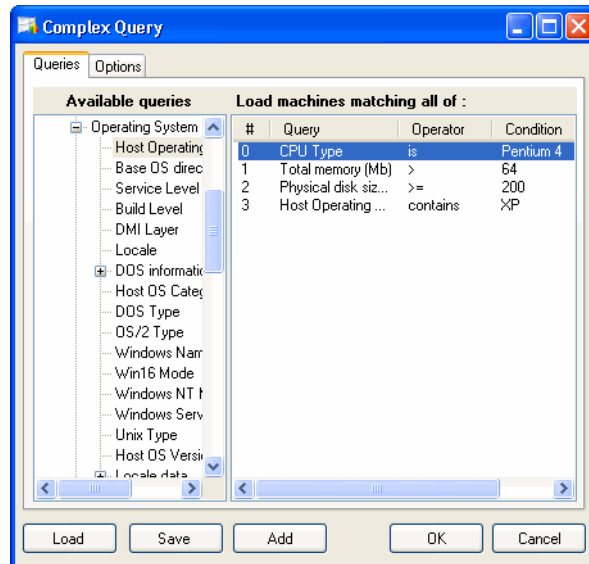 Complex Query
Queries Options
Available queries
Operating System
Host Operating
Base OS direc
Service Level
Build Level
DMI Layer
Locale
DOS informatic
Host OS Categ
DOS Type
OS/2 Type
Windows Nam
Win16 Mode
Windows NT
Windows Serv
Unix Type
Host OS Versi
Locale data
Load machines matching all of :
# Query Operator Condition
0 CPU Type is Pentium 4
1 Total memory (Mb) > 64
2 Physical disk siz... >= 200
3 Host Operating ... contains XP
Load Save Add OK Cancel